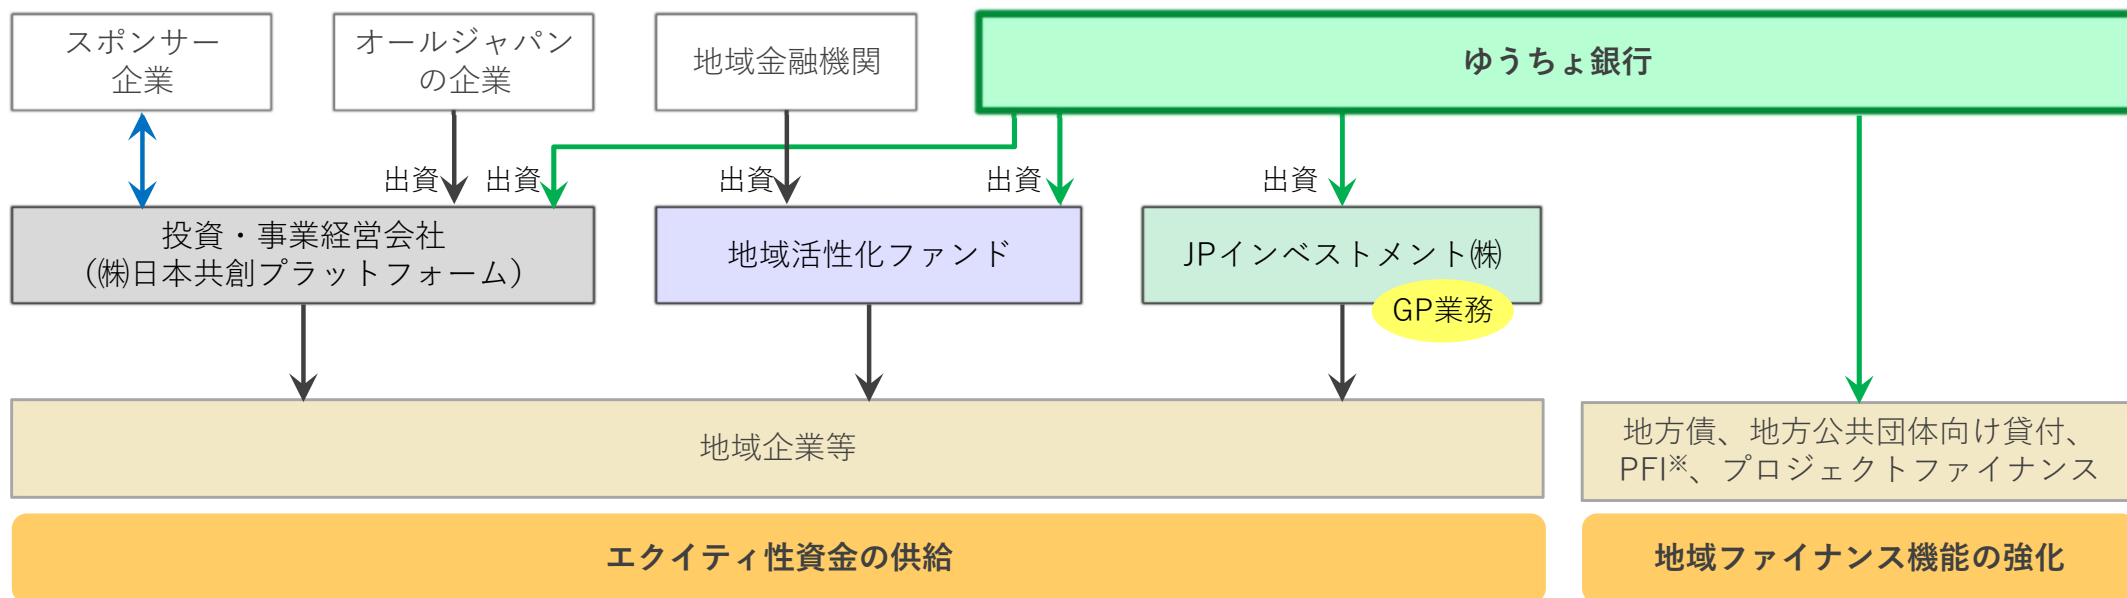 スポンサー
企業
オールジャパン
の企業
地域金融機関
ゆうちょ銀行
出資
出資
出資
出資
出資
投資・事業経営会社
（㈱日本共創プラットフォーム）
地域活性化ファンド
JPインベストメント㈱
GP業務
地域企業等
地方債、地方公共団体向け貸付、
PFI※、プロジェクトファイナンス
エクイティ性資金の供給
地域ファイナンス機能の強化